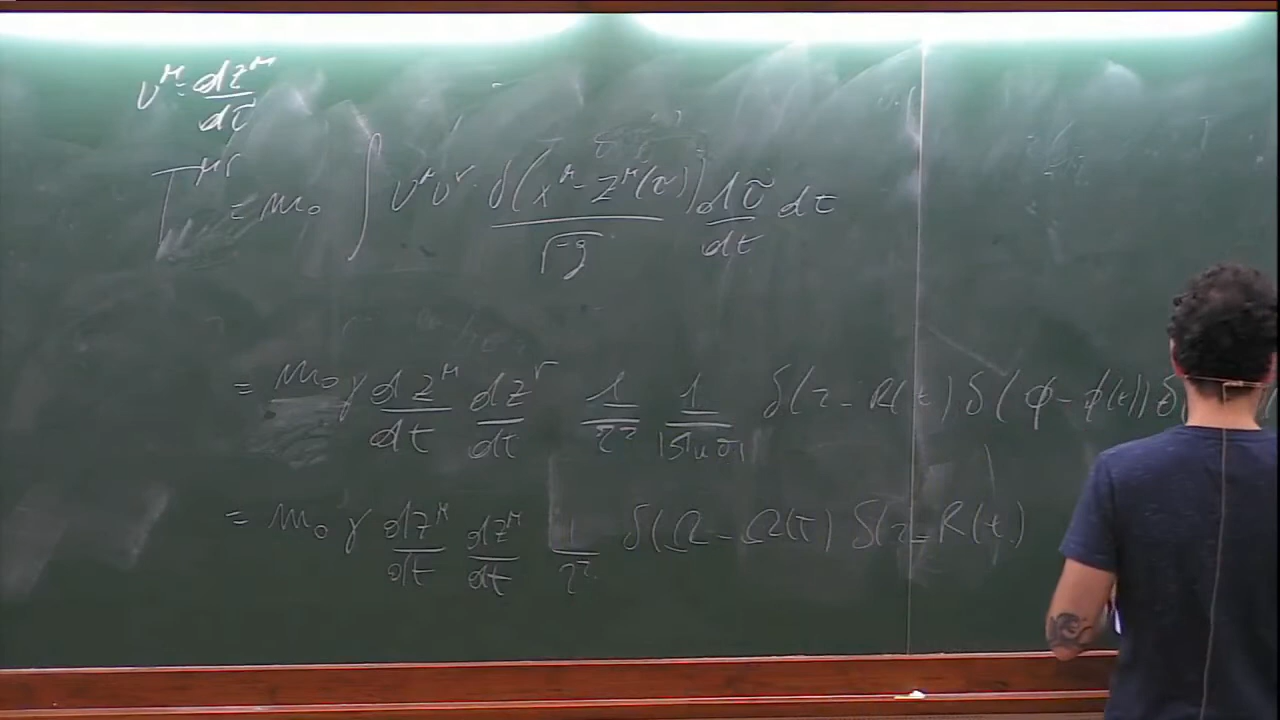 υ^μ = dz^μ/dτ
T^{μν} = m₀ ∫ υ^μ υ^ν δ(x^μ - z^μ(τ))/√-g dτ/dt dt
= m₀ γ dz^μ/dt dz^ν/dt 1/r² 1/|sinθ| δ(r - R(t)) δ(φ - φ(t)) δ(
= m₀ γ dz^μ/dt dz^μ/dt 1/r² δ(Ω - Ω(t)) δ(r - R(t))